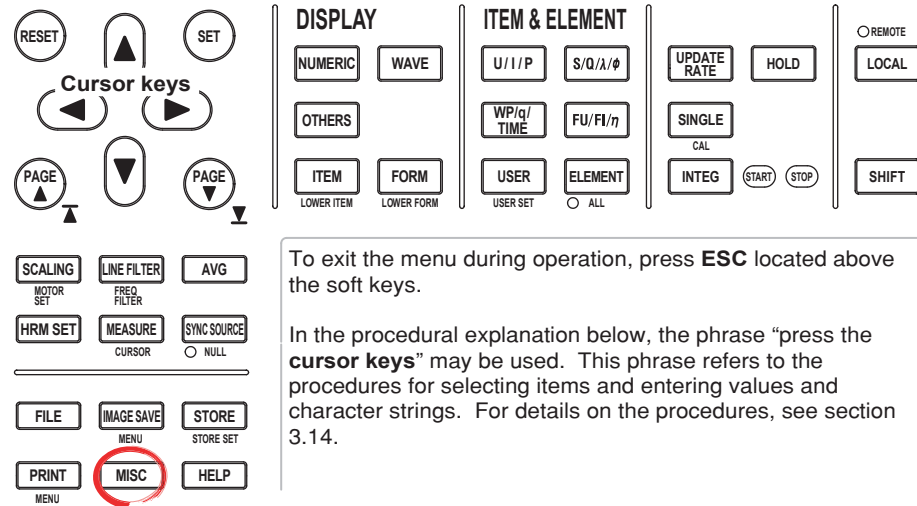 RESET
SET
Cursor keys
PAGE
PAGE
DISPLAY
NUMERIC WAVE
OTHERS
ITEM FORM
LOWER ITEM LOWER FORM
ITEM & ELEMENT
U / I / P S/Q/λ/ϕ
WP/q/
TIME
FU/FI/η
USER ELEMENT
USER SET ALL
UPDATE
RATE
HOLD
SINGLE
CAL
INTEG START STOP
REMOTE
LOCAL
SHIFT
SCALING LINE FILTER AVG
MOTOR
SET
FREQ
FILTER
HRM SET MEASURE SYNC SOURCE
CURSOR NULL
FILE IMAGE SAVE STORE
MENU STORE SET
PRINT MISC HELP
MENU
To exit the menu during operation, press ESC located above
the soft keys.
In the procedural explanation below, the phrase “press the
cursor keys” may be used. This phrase refers to the
procedures for selecting items and entering values and
character strings. For details on the procedures, see section
3.14.